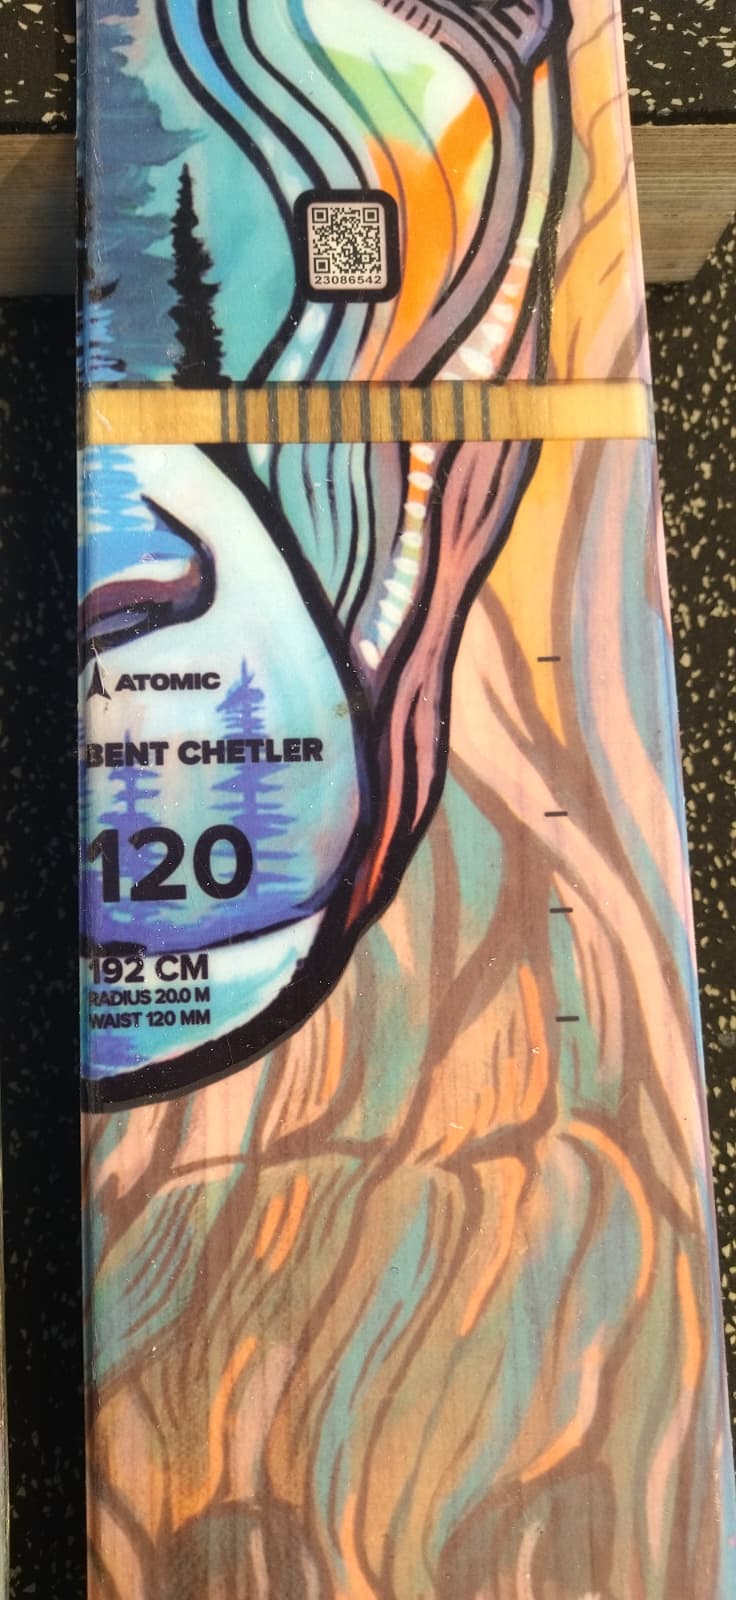 23086542
ATOMIC
BENT CHETLER
120
192 CM
RADIUS 20.0 M
WAIST 120 MM